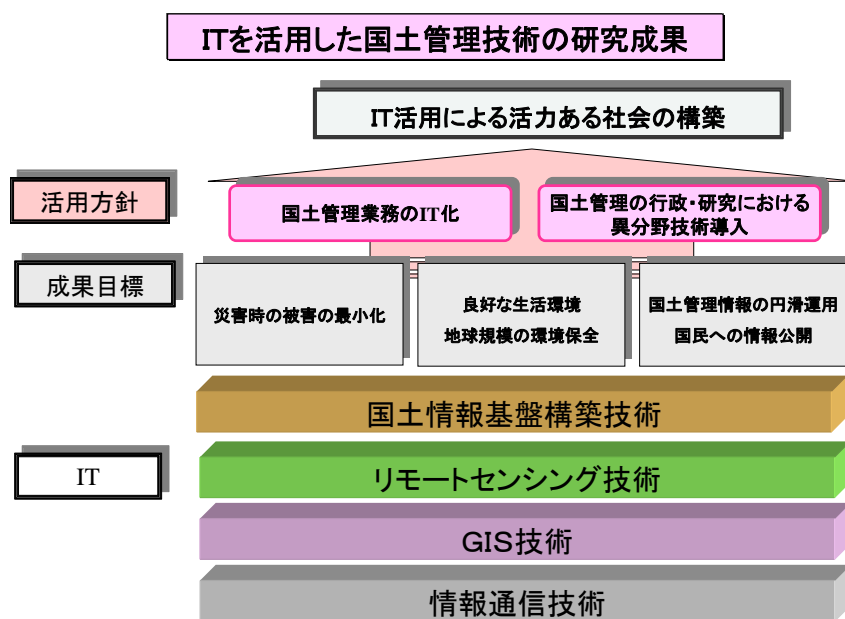 ITを活用した国土管理技術の研究成果
IT活用による活力ある社会の構築
活用方針
国土管理業務のIT化
国土管理の行政・研究における
異分野技術導入
成果目標
災害時の被害の最小化
良好な生活環境
地球規模の環境保全
国土管理情報の円滑運用
国民への情報公開
国土情報基盤構築技術
IT
リモートセンシング技術
GIS技術
情報通信技術